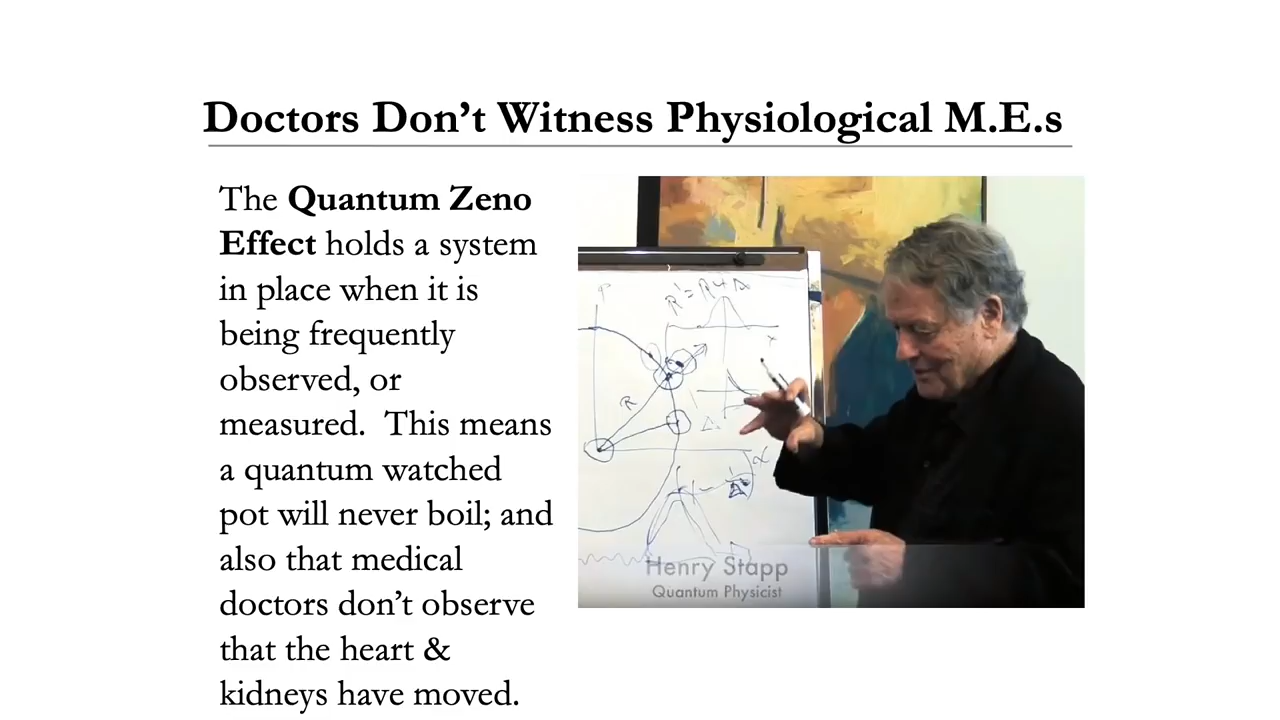 Doctors Don't Witness Physiological M.E.s
The Quantum Zeno
Effect holds a system
in place when it is
being frequently
observed, or
measured.  This means
a quantum watched
pot will never boil; and
also that medical
doctors don't observe
that the heart &
kidneys have moved.
R
Henry Stapp
Quantum Physicist